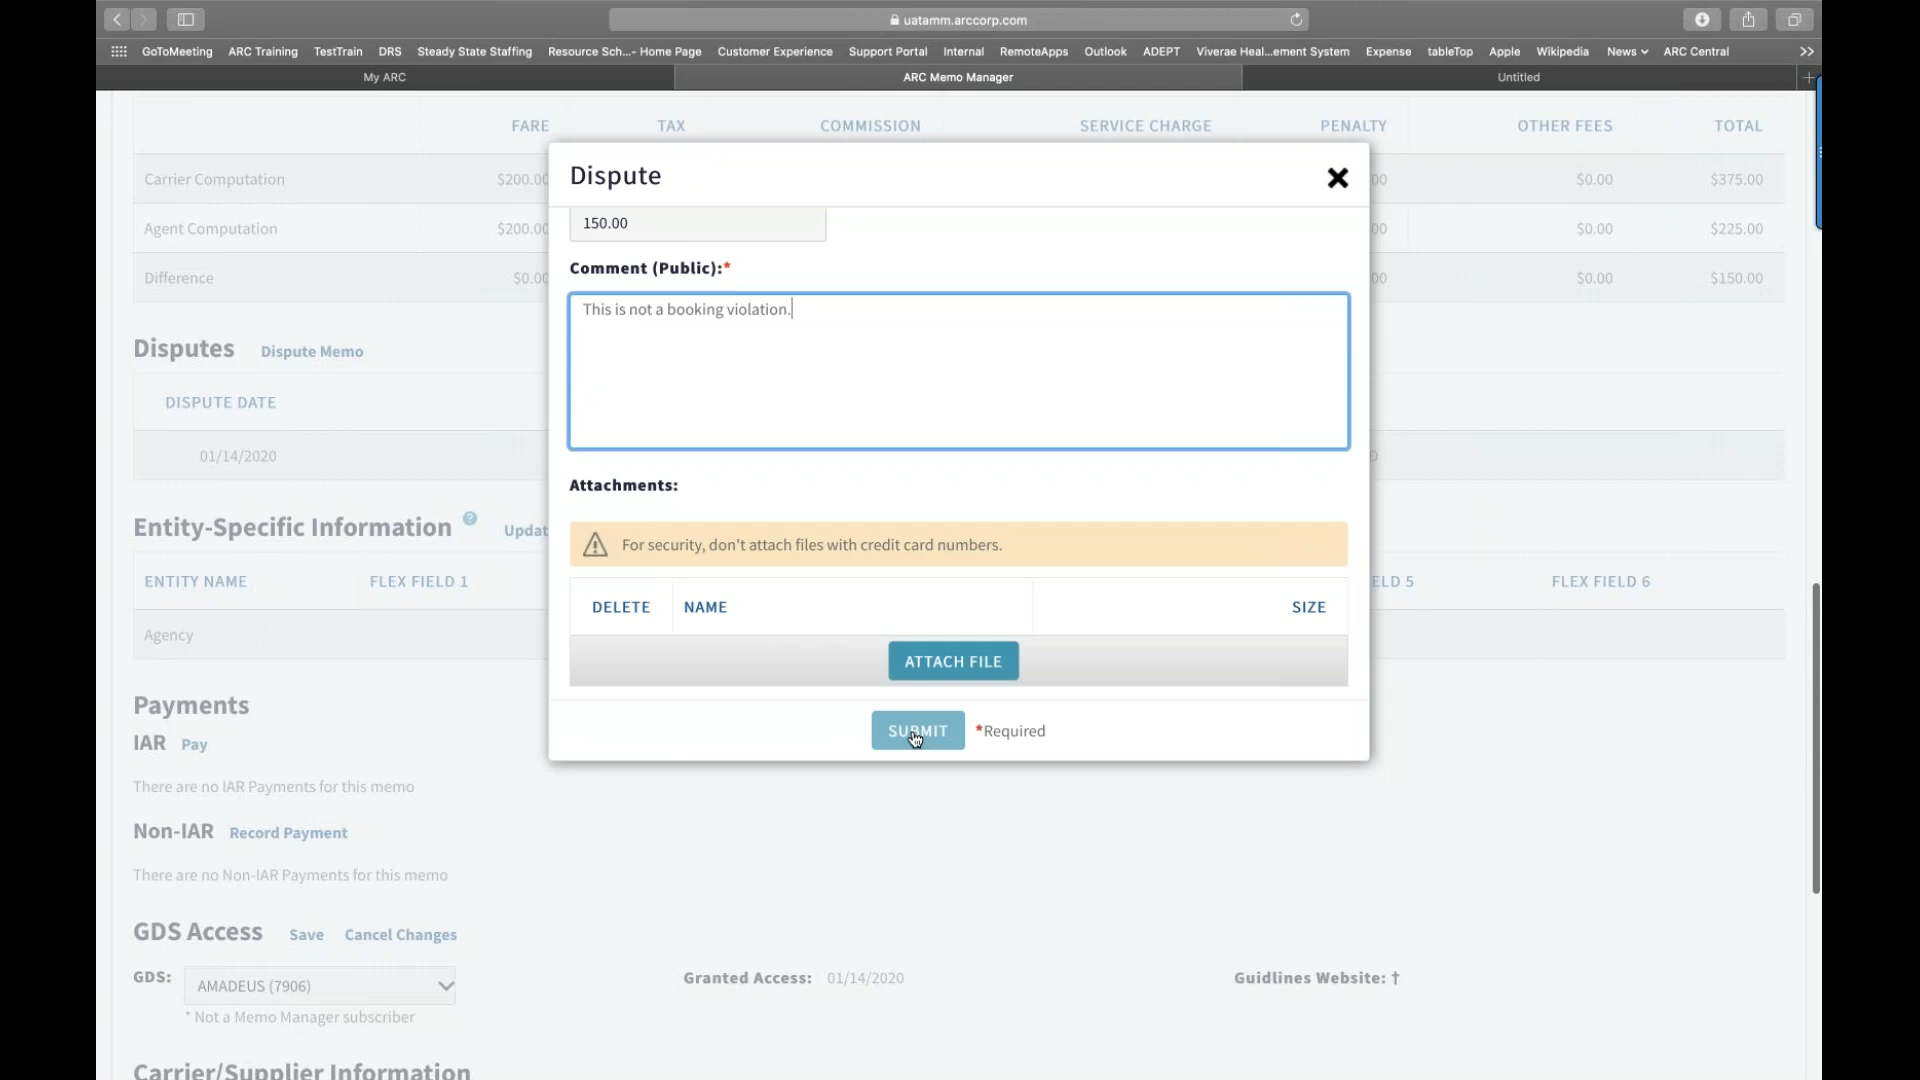 uatamm.arccorp.com
GoToMeeting ARC Training TestTrain DRS Steady State Staffing Resource Sch...- Home Page Customer Experience Support Portal Internal RemoteApps Outlook ADEPT Viverae Heal...ement System Expense tableTop Apple Wikipedia News ARC Central
My ARC ARC Memo Manager Untitled
FARE TAX COMMISSION SERVICE CHARGE PENALTY OTHER FEES TOTAL
Carrier Computation $200.00 00 $0.00 $375.00
Agent Computation $200.00 00 $0.00 $225.00
Difference $0.00 00 $0.00 $150.00
Dispute
150.00
Comment (Public):*
This is not a booking violation.
Attachments:
For security, don't attach files with credit card numbers.
DELETE NAME SIZE
ATTACH FILE
SUBMIT *Required
Disputes Dispute Memo
DISPUTE DATE
01/14/2020
Entity-Specific Information ? Updat
ENTITY NAME FLEX FIELD 1 ELD 5 FLEX FIELD 6
Agency
Payments
IAR Pay
There are no IAR Payments for this memo
Non-IAR Record Payment
There are no Non-IAR Payments for this memo
GDS Access Save Cancel Changes
GDS: AMADEUS (7906) Granted Access: 01/14/2020 Guidlines Website: †
* Not a Memo Manager subscriber
Carrier/Supplier Information